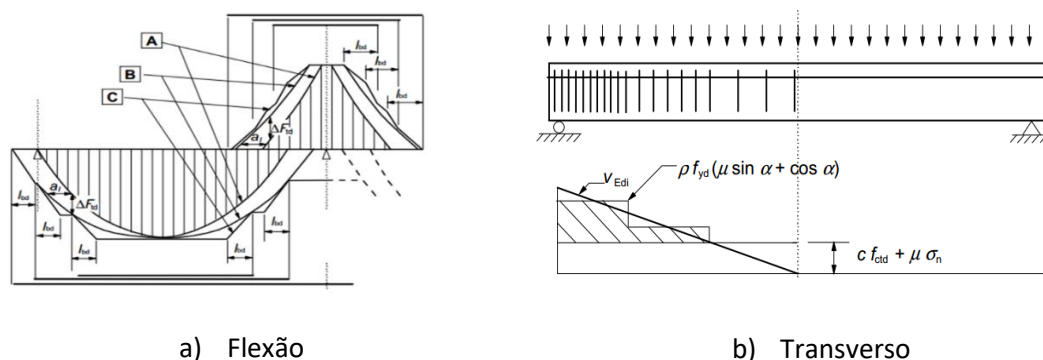 A
B
C
lbd
lbd
lbd
al
ΔFtd
lbd
al
ΔFtd
lbd
lbd
lbd
lbd
ρ fyd (μ sin α + cos α)
vEdi
c fctd + μ σn
a) Flexão
b) Transverso